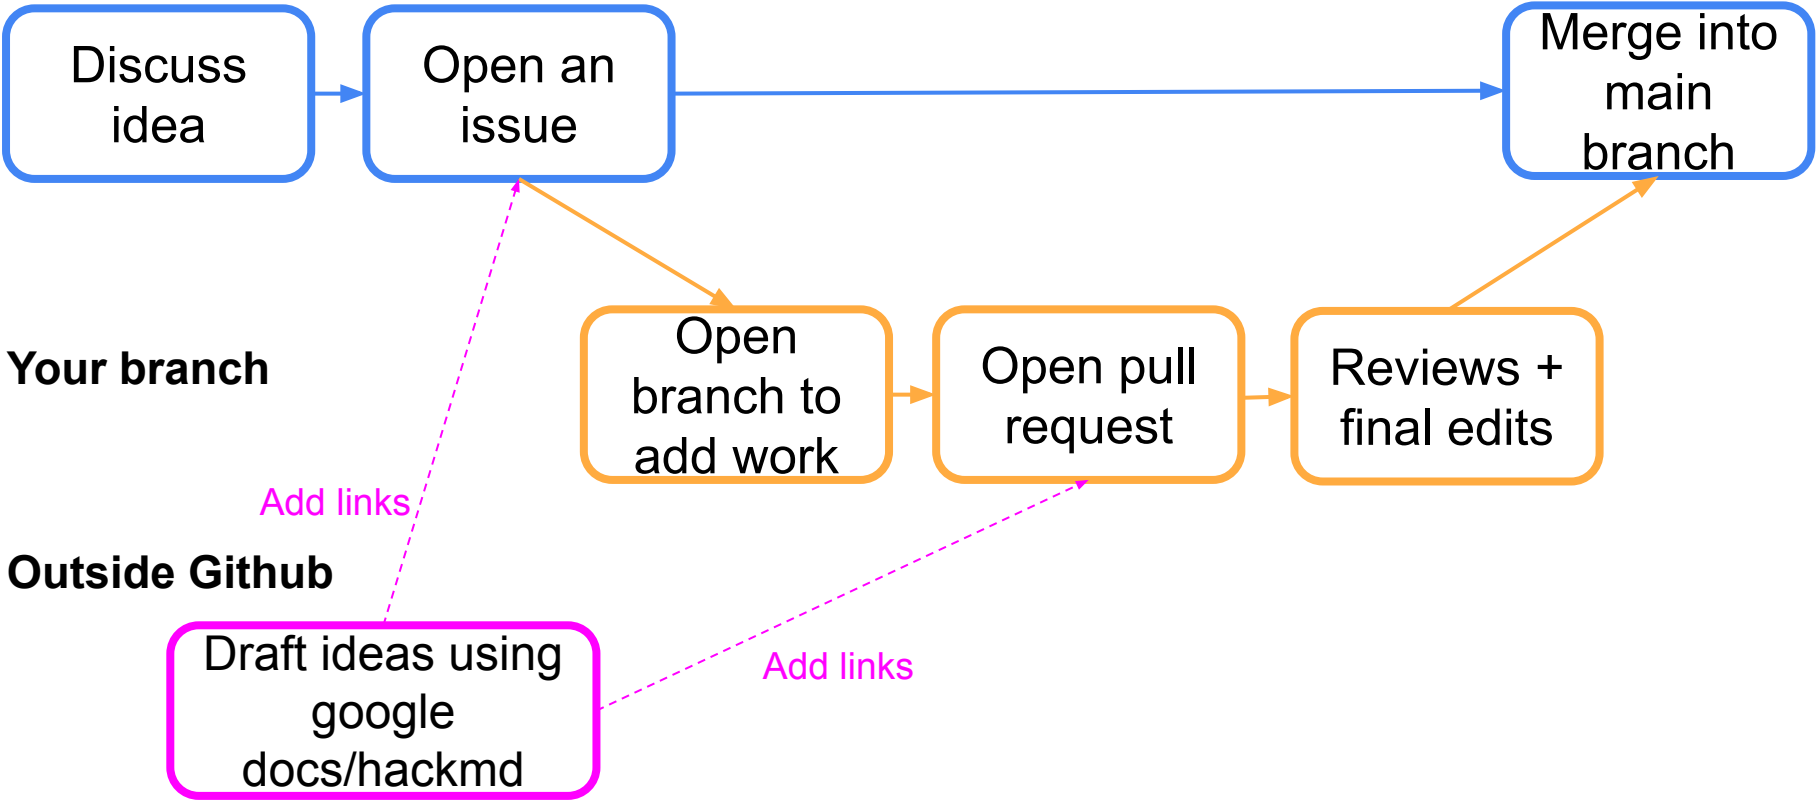 Discuss
idea
Open an
issue
Merge into
main
branch
Your branch
Open
branch to
add work
Open pull
request
Reviews +
final edits
Add links
Outside Github
Draft ideas using
google
docs/hackmd
Add links